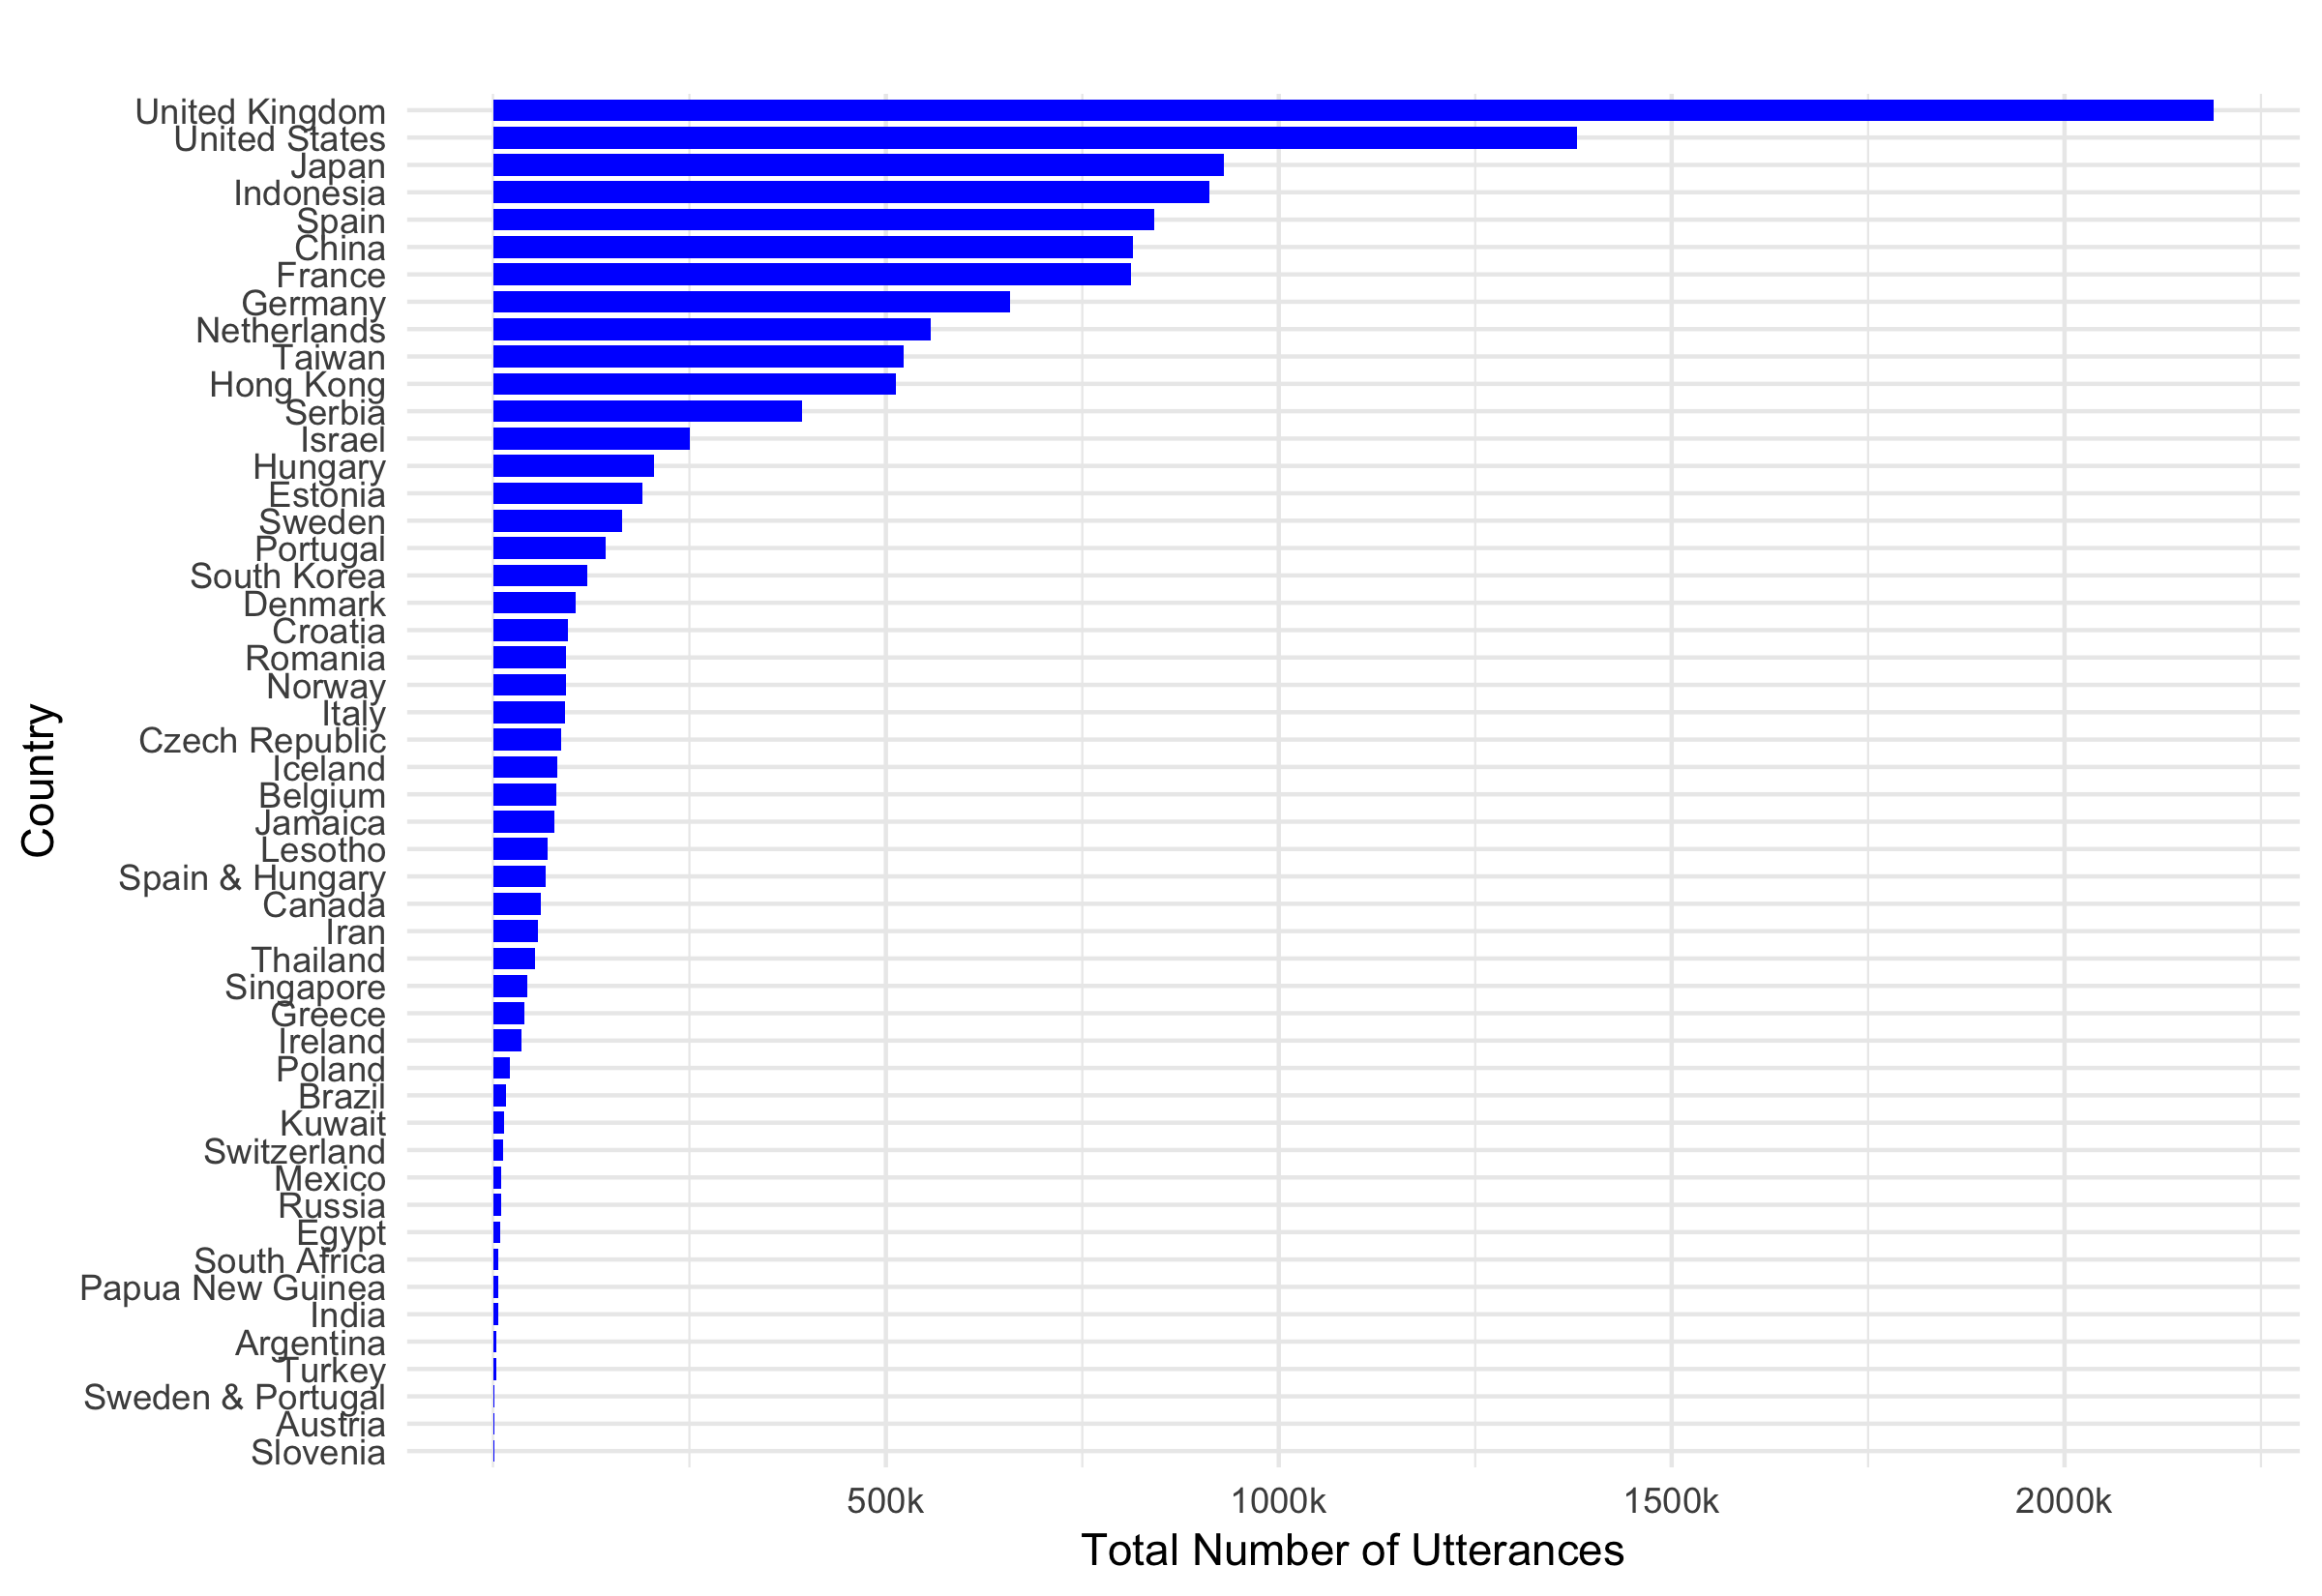 United Kingdom
United States
Japan
Indonesia
Spain
China
France
Germany
Netherlands
Taiwan
Hong Kong
Serbia
Israel
Hungary
Estonia
Sweden
Portugal
South Korea
Denmark
Croatia
Romania
Norway
Italy
Czech Republic
Iceland
Belgium
Jamaica
Lesotho
Spain & Hungary
Canada
Iran
Thailand
Singapore
Greece
Ireland
Poland
Brazil
Kuwait
Switzerland
Mexico
Russia
Egypt
South Africa
Papua New Guinea
India
Argentina
Turkey
Sweden & Portugal
Austria
Slovenia
Country
500k 1000k 1500k 2000k
Total Number of Utterances